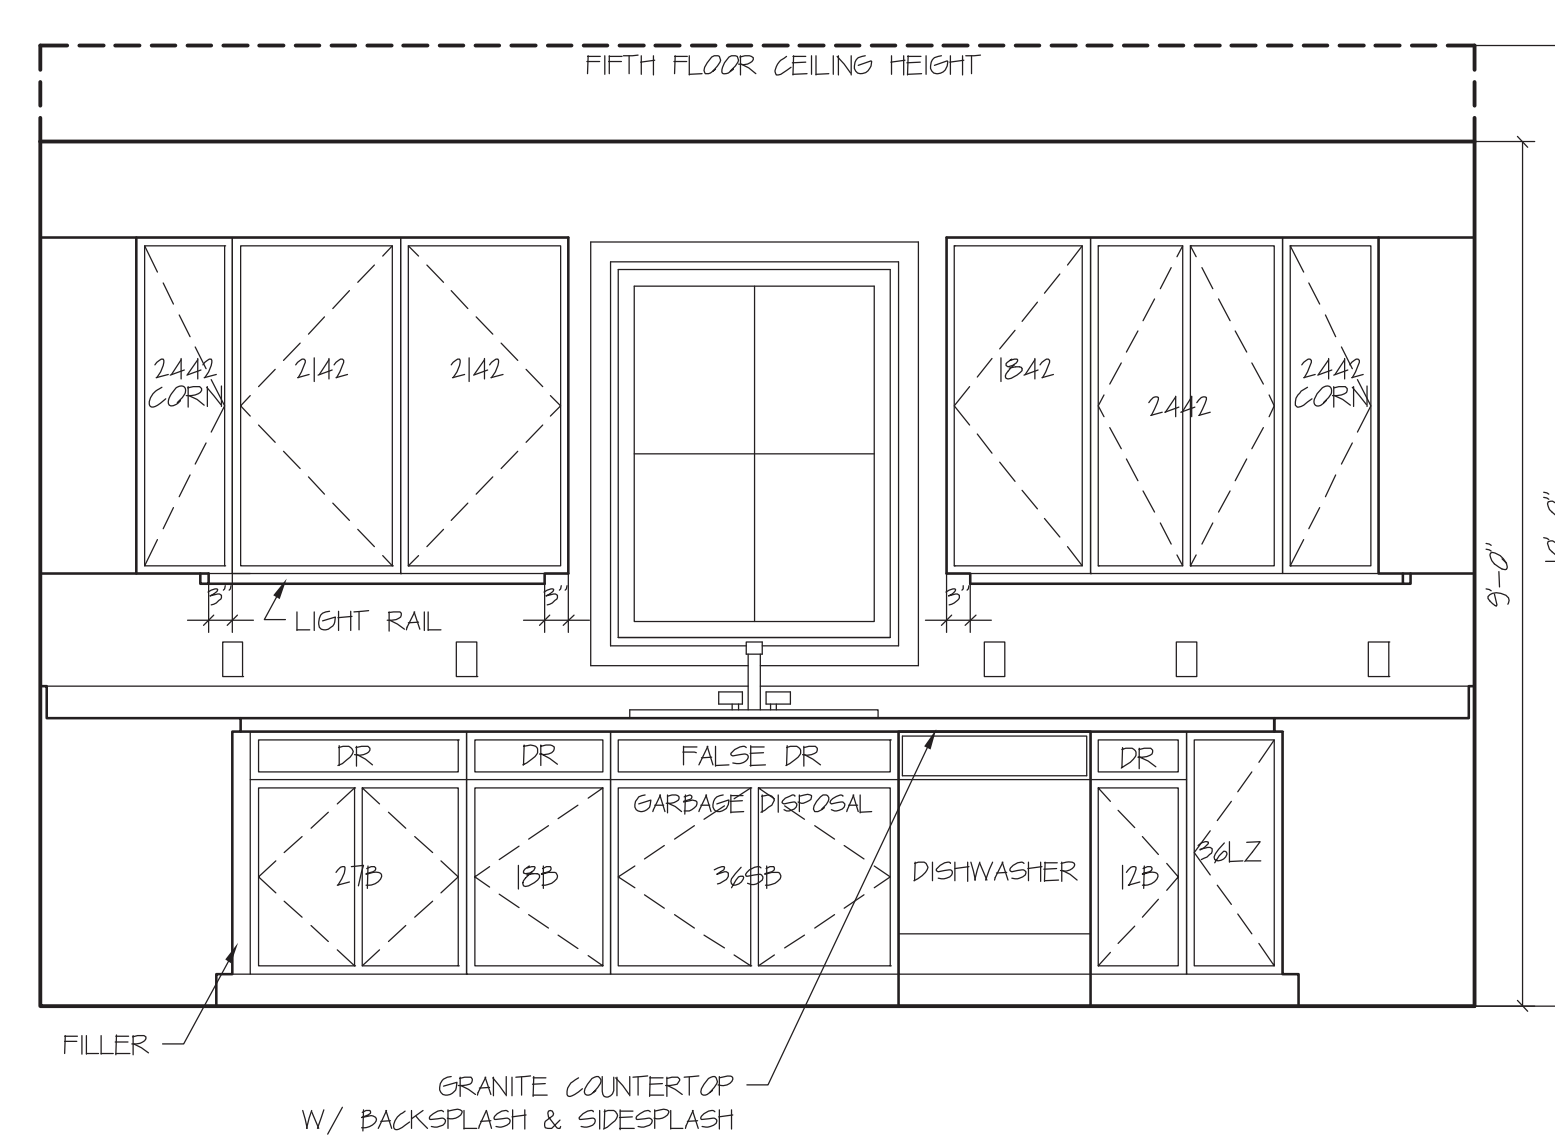 FIFTH FLOOR CEILING HEIGHT
2442
CORN
2142
2142
1842
2442
2442
CORN
3"
3"
3"
LIGHT RAIL
9'-0"
DR
DR
FALSE DR
DR
GARBAGE DISPOSAL
27B
18B
36SB
DISHWASHER
12B
36LZ
FILLER
GRANITE COUNTERTOP
W/ BACKSPLASH & SIDESPLASH